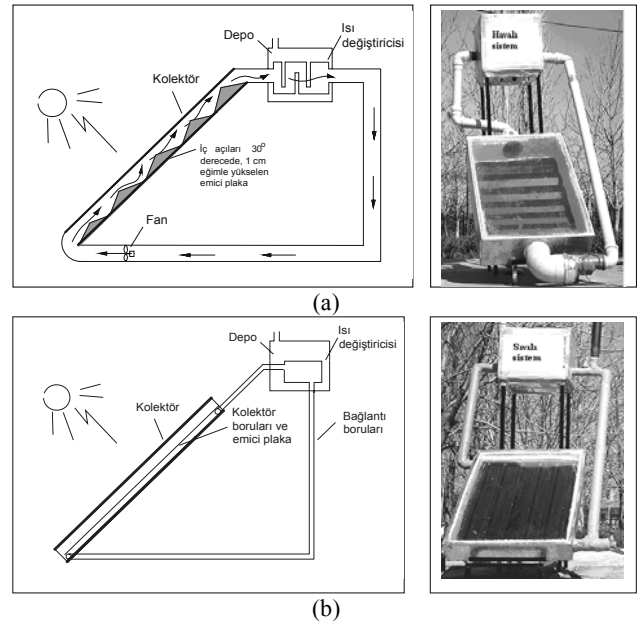 Depo
Isı
değiştiricisi
Kolektör
İç açıları 30°
derecede, 1 cm
eğimle yükselen
emici plaka
Fan
Havalı
sistem
(a)
Depo
Isı
değiştiricisi
Kolektör
Kolektör
boruları ve
emici plaka
Bağlantı
boruları
Sıvılı
sistem
(b)